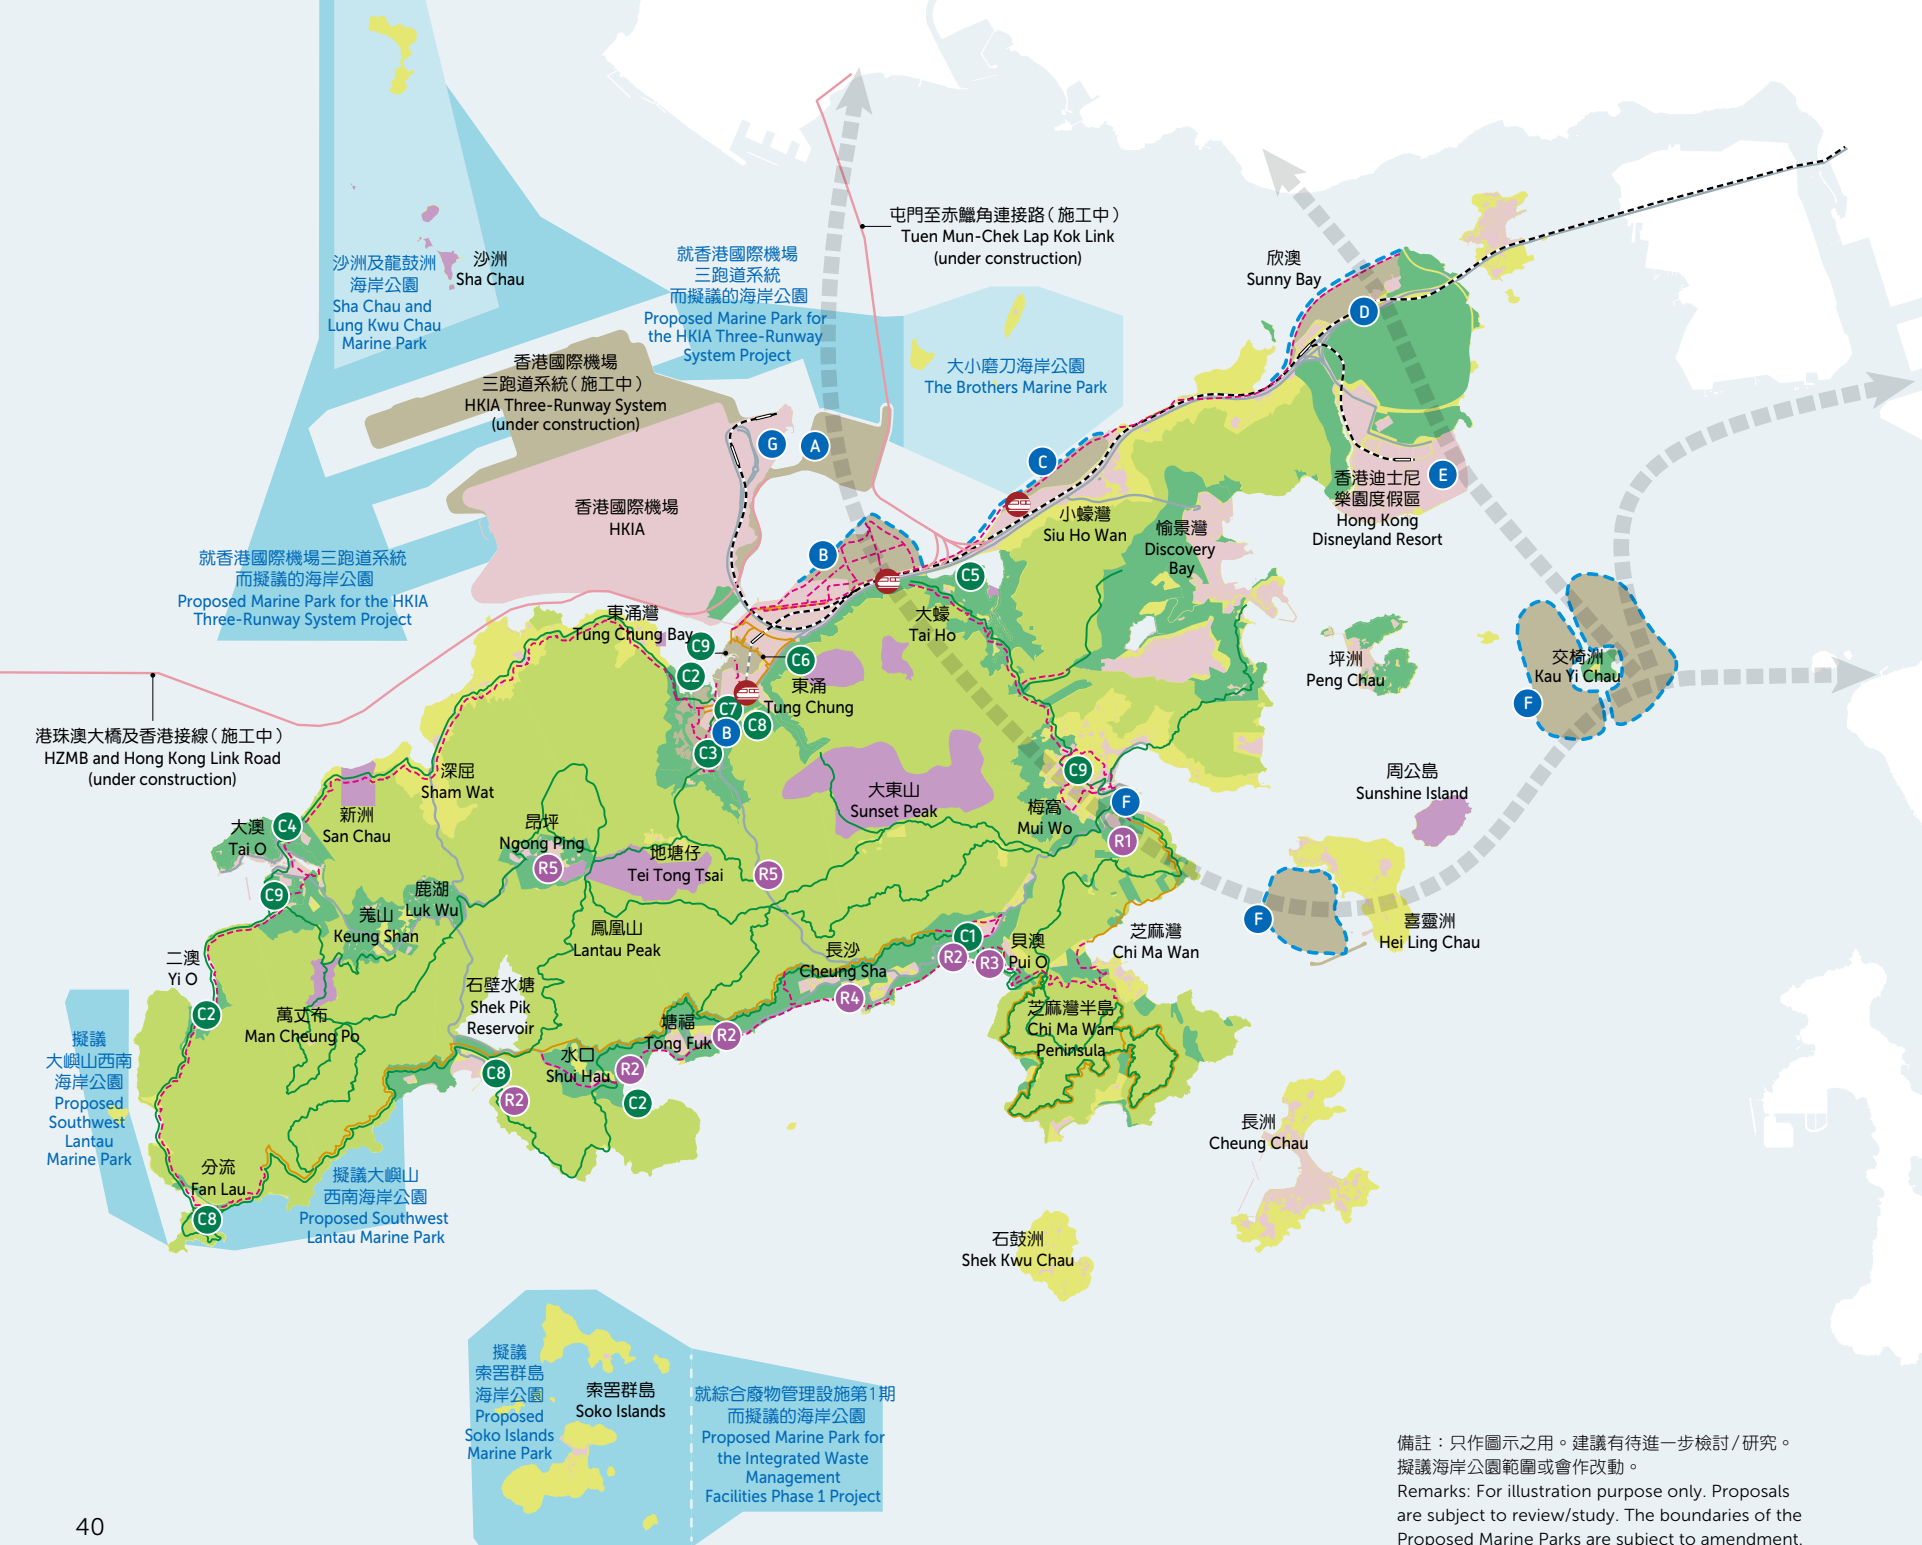 屯門至赤鱲角連接路（施工中）
Tuen Mun-Chek Lap Kok Link
(under construction)
欣澳
Sunny Bay
D
沙洲及龍鼓洲
海岸公園
Sha Chau and
Lung Kwu Chau
Marine Park
沙洲
Sha Chau
就香港國際機場
三跑道系統
而擬議的海岸公園
Proposed Marine Park for
the HKIA Three-Runway
System Project
大小磨刀海岸公園
The Brothers Marine Park
香港國際機場
三跑道系統（施工中）
HKIA Three-Runway System
(under construction)
G
A
C
香港迪士尼
樂園度假區
Hong Kong
Disneyland Resort
E
香港國際機場
HKIA
小蠔灣
Siu Ho Wan
愉景灣
Discovery
Bay
B
C5
就香港國際機場三跑道系統
而擬議的海岸公園
Proposed Marine Park for the HKIA
Three-Runway System Project
東涌灣
Tung Chung Bay
C9
C2
C6
大蠔
Tai Ho
東涌
Tung Chung
C7
C8
B
C3
坪洲
Peng Chau
交椅洲
Kau Yi Chau
F
港珠澳大橋及香港接線（施工中）
HZMB and Hong Kong Link Road
(under construction)
深屈
Sham Wat
大東山
Sunset Peak
C9
梅窩
Mui Wo
F
R1
周公島
Sunshine Island
大澳
Tai O
C4
新洲
San Chau
昂坪
Ngong Ping
R5
地塘仔
Tei Tong Tsai
R5
C9
鹿湖
Luk Wu
羗山
Keung Shan
鳳凰山
Lantau Peak
F
喜靈洲
Hei Ling Chau
二澳
Yi O
C2
萬丈布
Man Cheung Po
石壁水塘
Shek Pik
Reservoir
長沙
Cheung Sha
R4
C1
R2
R3
貝澳
Pui O
芝麻灣
Chi Ma Wan
芝麻灣半島
Chi Ma Wan
Peninsula
塘福
Tong Fuk
R2
水口
Shui Hau
R2
C2
C8
R2
擬議
大嶼山西南
海岸公園
Proposed
Southwest
Lantau
Marine Park
分流
Fan Lau
C8
擬議大嶼山
西南海岸公園
Proposed Southwest
Lantau Marine Park
長洲
Cheung Chau
石鼓洲
Shek Kwu Chau
擬議
索罟群島
海岸公園
Proposed
Soko Islands
Marine Park
索罟群島
Soko Islands
就綜合廢物管理設施第1期
而擬議的海岸公園
Proposed Marine Park for
the Integrated Waste
Management
Facilities Phase 1 Project
備註：只作圖示之用。建議有待進一步檢討/研究。
擬議海岸公園範圍或會作改動。
Remarks: For illustration purpose only. Proposals
are subject to review/study. The boundaries of the
Proposed Marine Parks are subject to amendment.
40